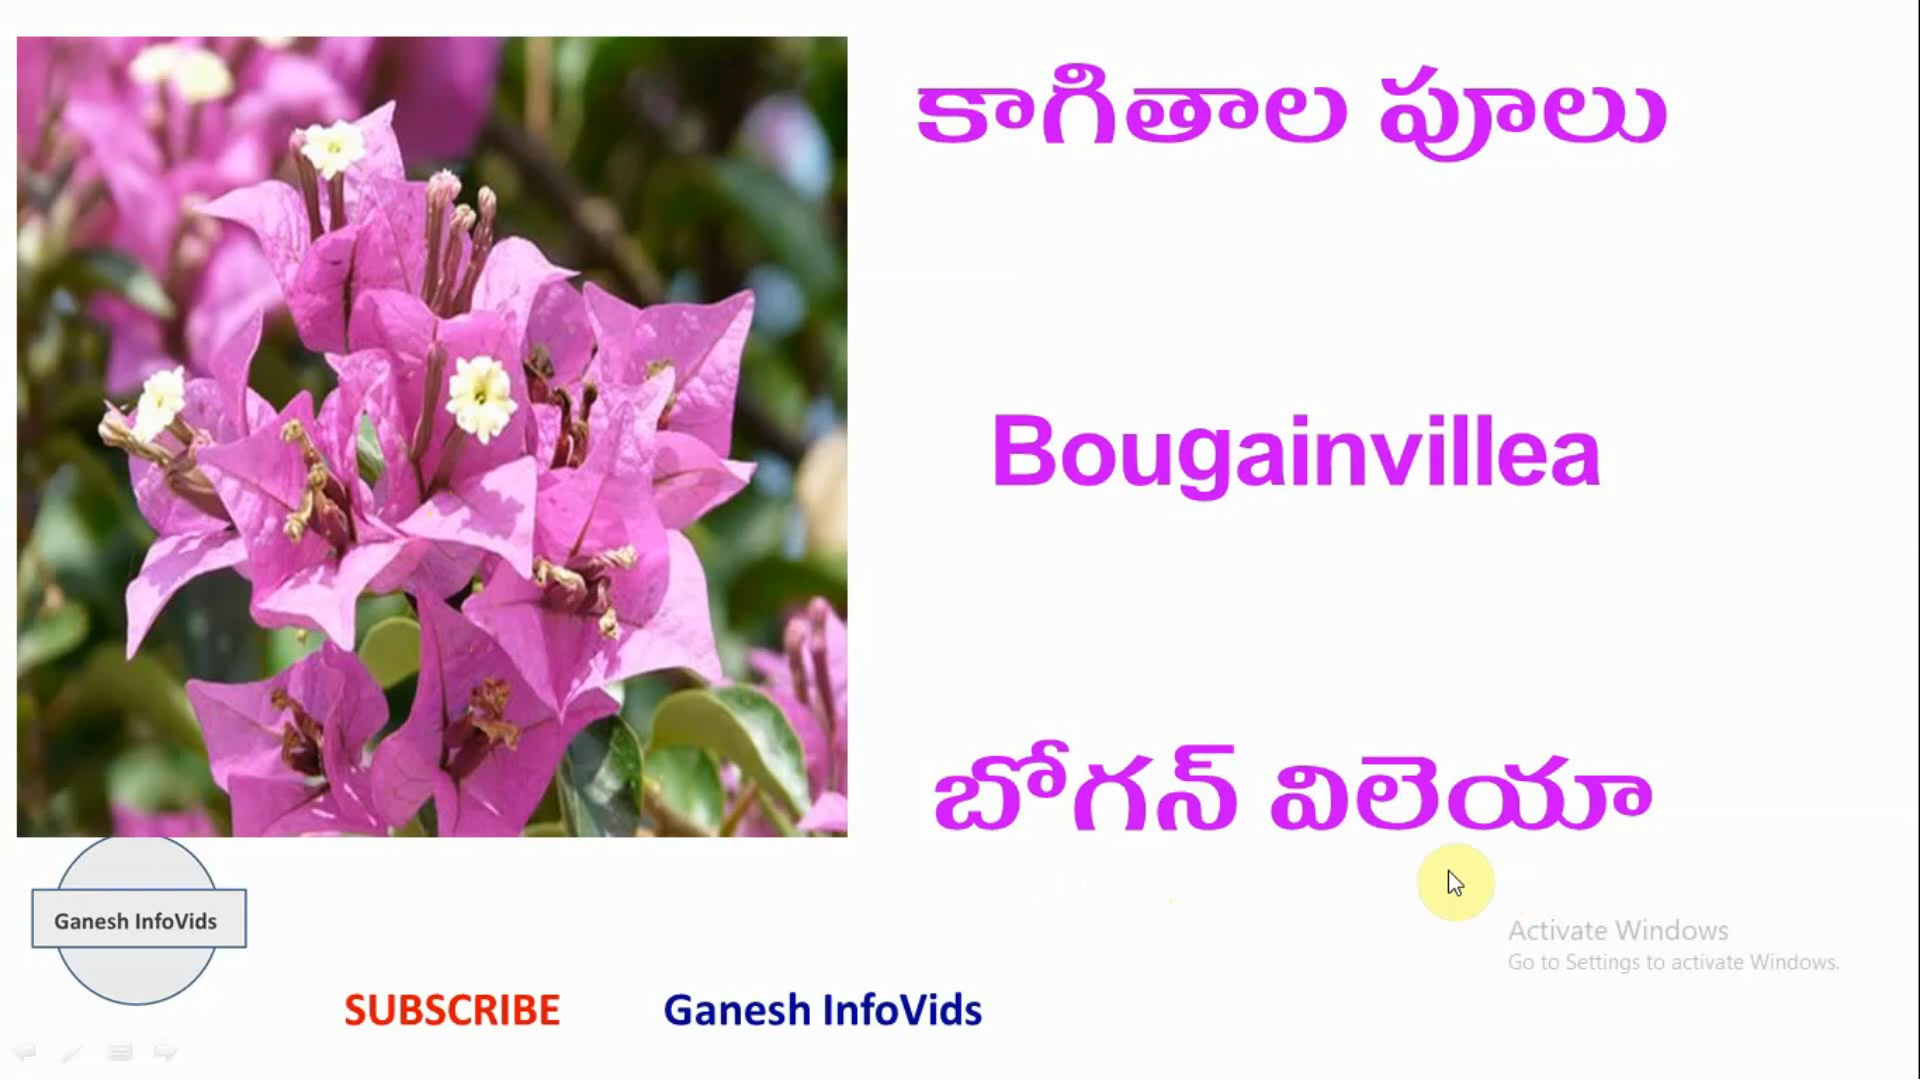 కాగితాల పూలు
Bougainvillea
బోగన్ విలెయా
Ganesh InfoVids
Activate Windows
Go to Settings to activate Windows.
SUBSCRIBE Ganesh InfoVids